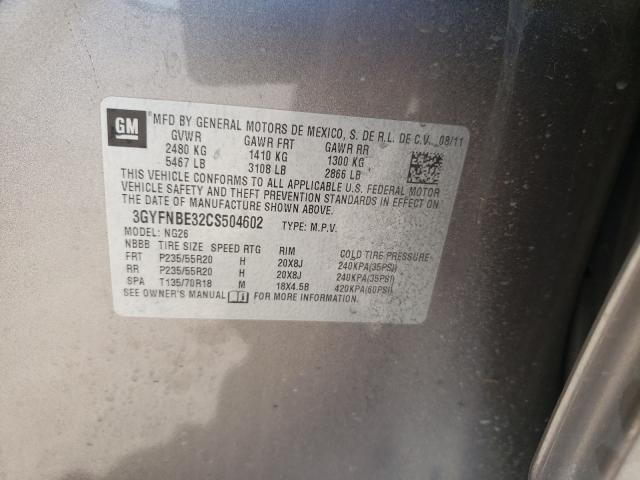 GM
®MFD BY GENERAL MOTORS DE MEXICO, S. DE R.L. DE C.V. 08/11
GVWR GAWR FRT GAWR RR
2480 KG 1410 KG 1300 KG
5467 LB 3108 LB 2866 LB
THIS VEHICLE CONFORMS TO ALL APPLICABLE U.S. FEDERAL MOTOR
VEHICLE SAFETY AND THEFT PREVENTION STANDARDS IN EFFECT ON
THE DATE OF MANUFACTURE SHOWN ABOVE.
3GYFNBE32CS504602 TYPE: M.P.V.
MODEL: NG26
NBBB TIRE SIZE SPEED RTG RIM COLD TIRE PRESSURE
FRT P235/55R20 H 20X8J 240KPA(35PSI)
RR P235/55R20 H 20X8J 240KPA(35PSI)
SPA T135/70R18 M 18X4.5B 420KPA(60PSI)
SEE OWNER'S MANUAL FOR MORE INFORMATION.